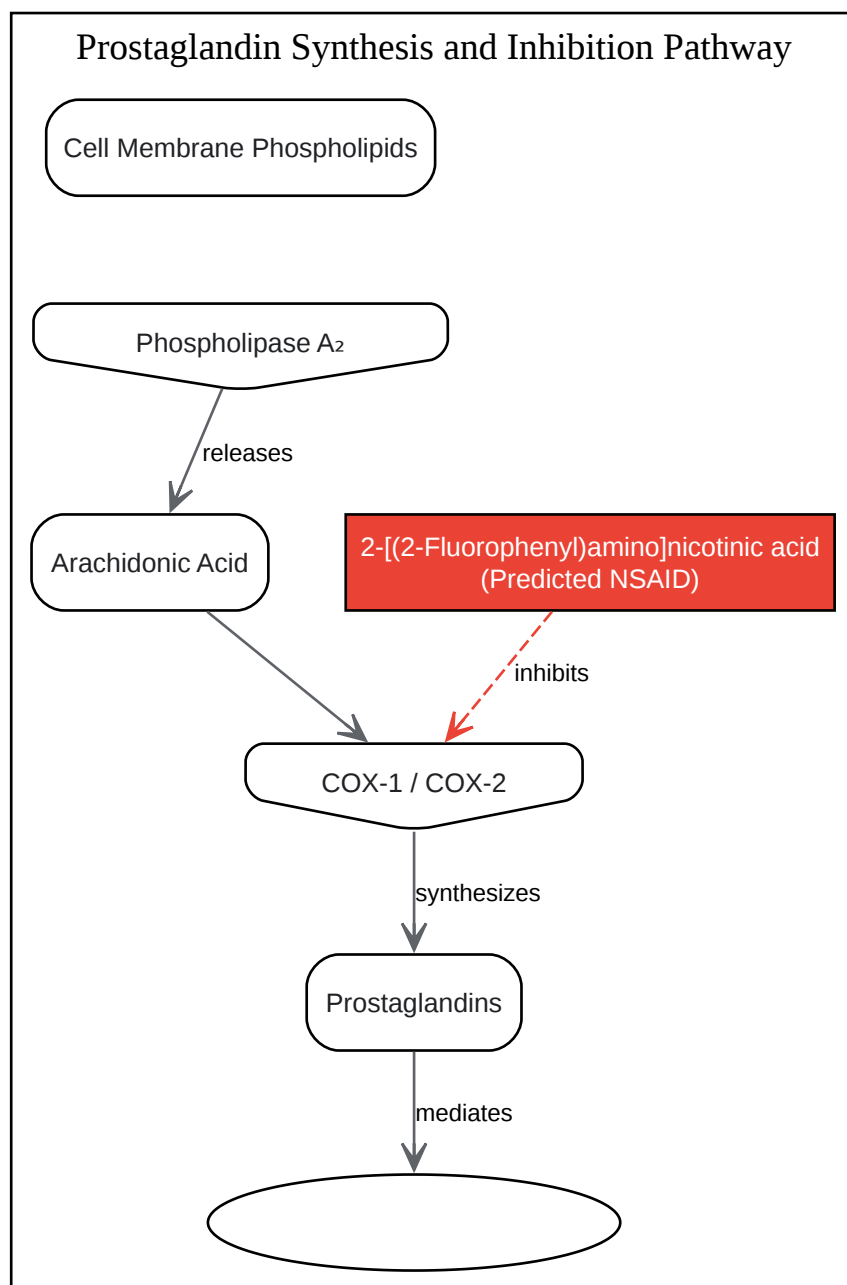 Prostaglandin Synthesis and Inhibition Pathway
Cell Membrane Phospholipids
Phospholipase A₂
releases
Arachidonic Acid
2-[(2-Fluorophenyl)amino]nicotinic acid
(Predicted NSAID)
inhibits
COX-1 / COX-2
synthesizes
Prostaglandins
mediates